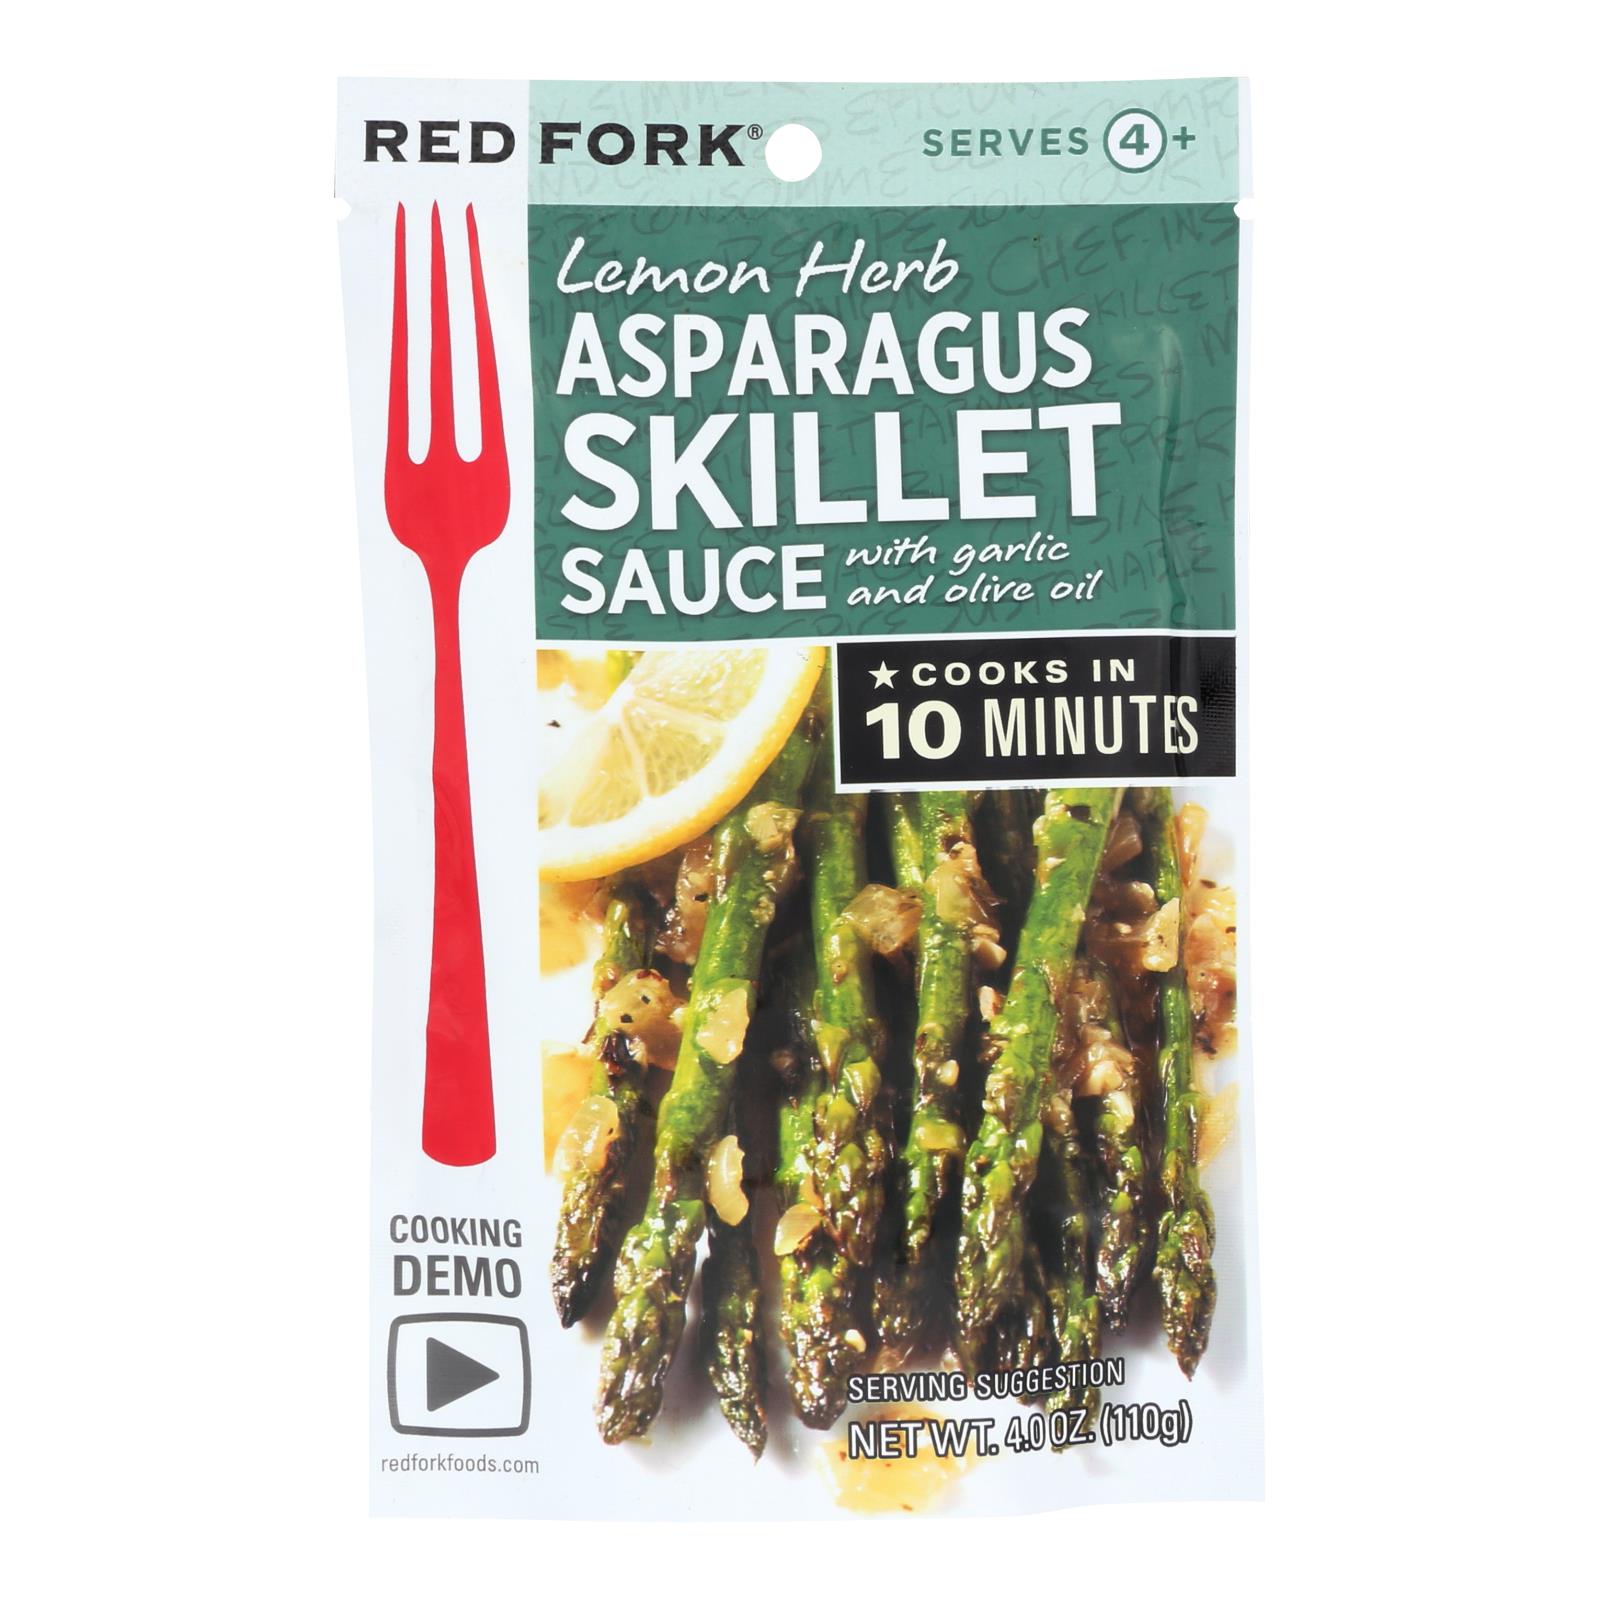 RED FORK®
SERVES 4+
Lemon Herb
ASPARAGUS
SKILLET
SAUCE with garlic
and olive oil
★ COOKS IN
10 MINUTES
COOKING
DEMO
redforkfoods.com
SERVING SUGGESTION
NET WT. 4.0 OZ. (110g)